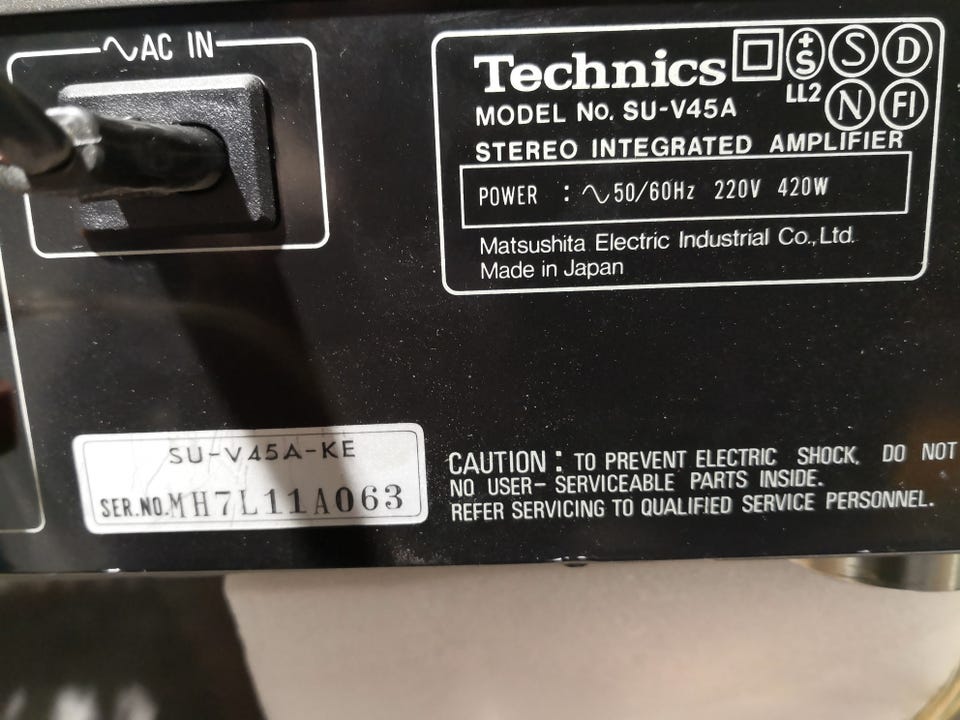 ∿AC IN
Technics
+S
S
D
LL2
N
FI
MODEL No. SU-V45A
STEREO INTEGRATED AMPLIFIER
POWER : ∿50/60Hz 220V 420W
Matsushita Electric Industrial Co., Ltd.
Made in Japan
SU-V45A-KE
SER.NO.MH7L11A063
CAUTION : TO PREVENT ELECTRIC SHOCK, DO NOT
NO USER- SERVICEABLE PARTS INSIDE.
REFER SERVICING TO QUALIFIED SERVICE PERSONNEL.